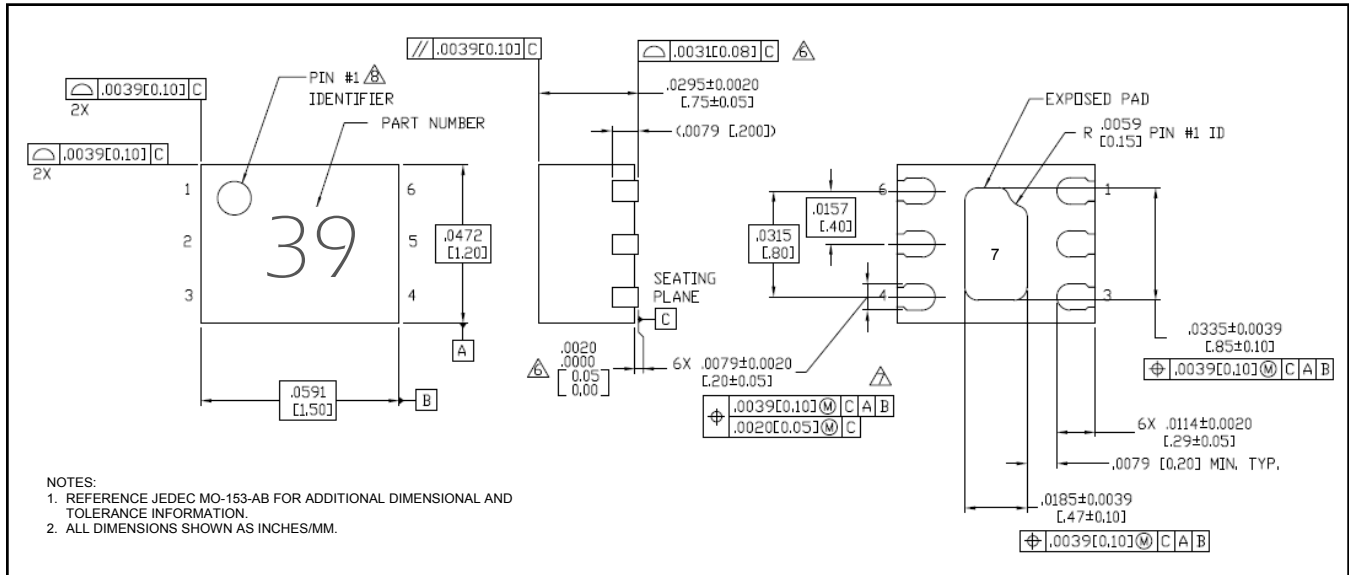 // .0039[0.10] C
⌓ .0031[0.08] C 6
⌓ .0039[0.10] C
2X
PIN #1 8
IDENTIFIER
PART NUMBER
⌓ .0039[0.10] C
2X
.0295±0.0020
[.75±0.05]
(.0079 [.200])
EXPOSED PAD
R .0059
[0.15] PIN #1 ID
1
2
3
6
5
4
39
.0472
[1.20]
A
.0591
[1.50]
B
SEATING
PLANE
C
6
.0020
.0000
[0.05
0.00]
6X .0079±0.0020
[.20±0.05]
7
⌖ .0039[0.10] Ⓜ C A B
.0020[0.05] Ⓜ C
.0315
[.80]
.0157
[.40]
6
4
7
1
3
.0335±0.0039
[.85±0.10]
⌖ .0039[0.10] Ⓜ C A B
6X .0114±0.0020
[.29±0.05]
.0079 [0.20] MIN. TYP.
.0185±0.0039
[.47±0.10]
⌖ .0039[0.10] Ⓜ C A B
NOTES:
1. REFERENCE JEDEC MO-153-AB FOR ADDITIONAL DIMENSIONAL AND
TOLERANCE INFORMATION.
2. ALL DIMENSIONS SHOWN AS INCHES/MM.